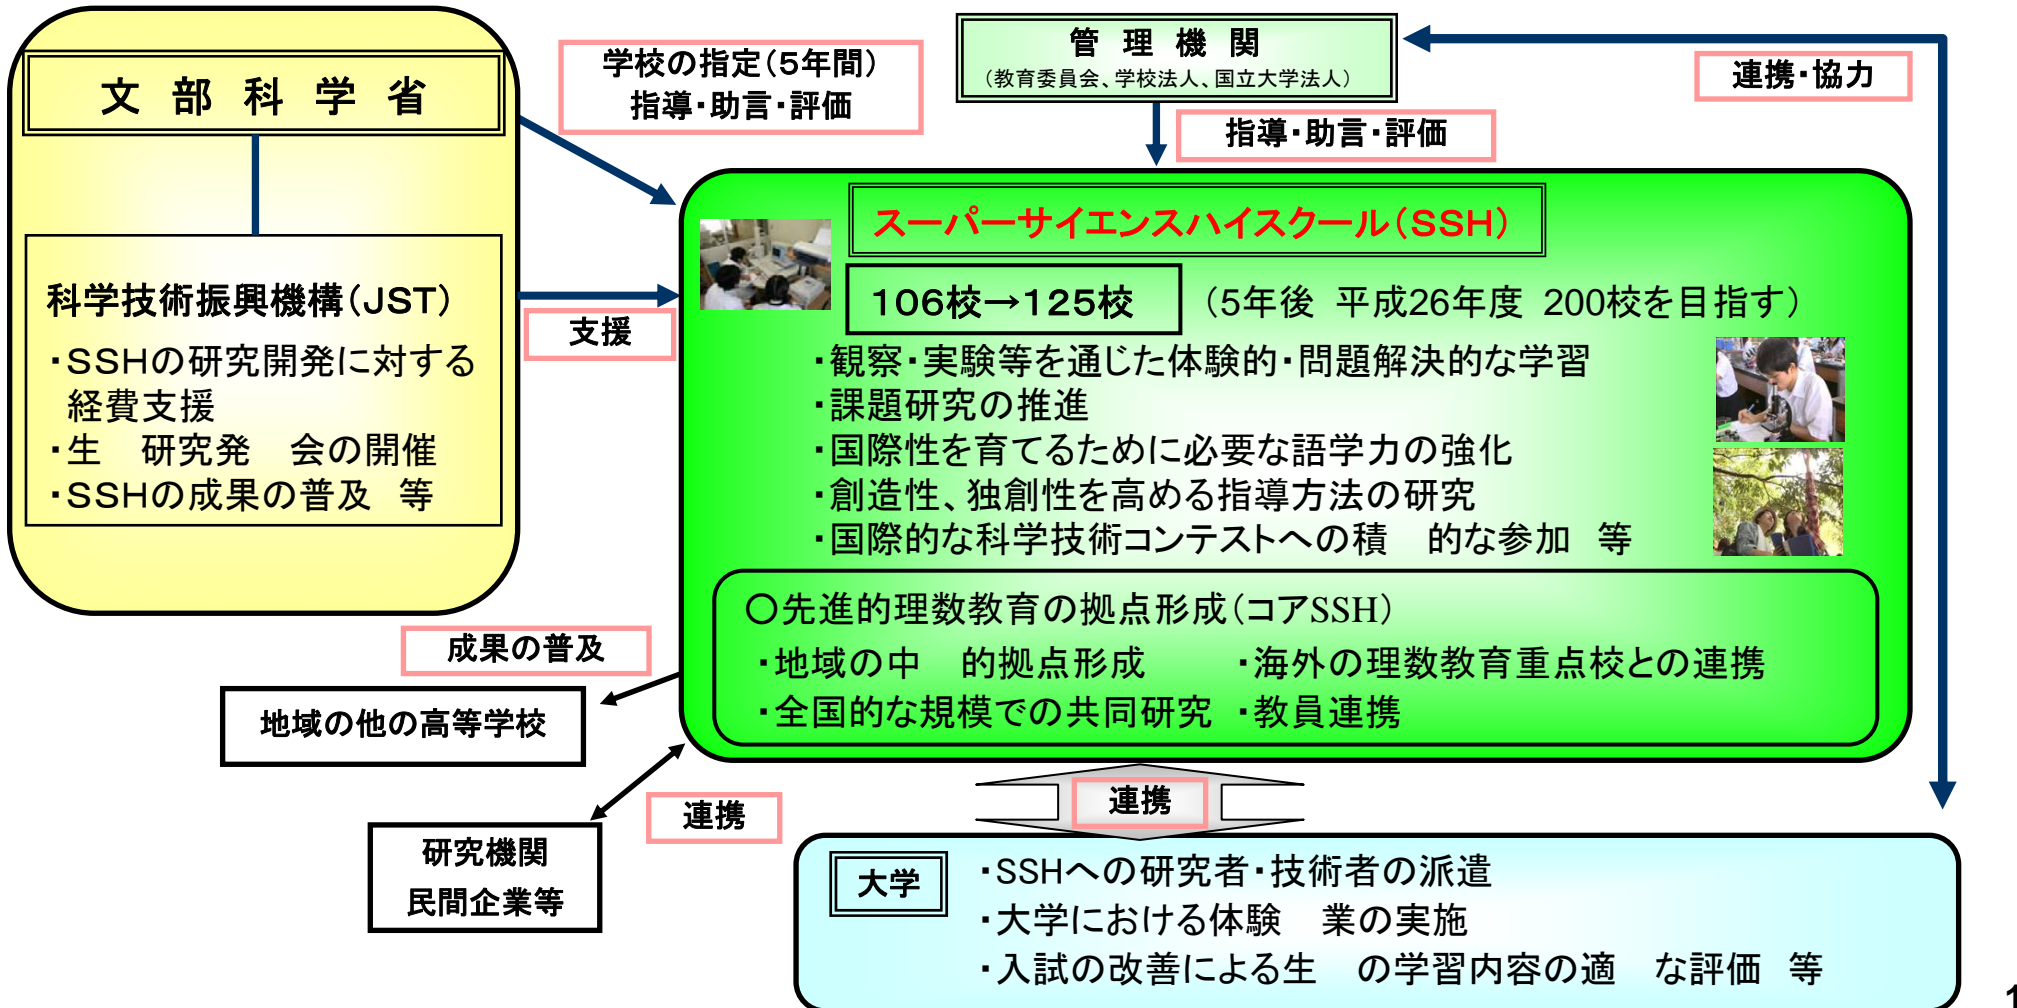 文部科学省
科学技術振興機構（JST）
・SSHの研究開発に対する
経費支援
・生　研究発　会の開催
・SSHの成果の普及　等
学校の指定（5年間）
指導・助言・評価
支援
管理機関
（教育委員会、学校法人、国立大学法人）
指導・助言・評価
連携・協力
スーパーサイエンスハイスクール（SSH）
106校→125校
（5年後 平成26年度 200校を目指す）
・観察・実験等を通じた体験的・問題解決的な学習
・課題研究の推進
・国際性を育てるために必要な語学力の強化
・創造性、独創性を高める指導方法の研究
・国際的な科学技術コンテストへの積　的な参加　等
○先進的理数教育の拠点形成（コアSSH）
・地域の中　的拠点形成
・海外の理数教育重点校との連携
・全国的な規模での共同研究
・教員連携
成果の普及
地域の他の高等学校
連携
研究機関
民間企業等
連携
大学
・SSHへの研究者・技術者の派遣
・大学における体験　業の実施
・入試の改善による生　の学習内容の適　な評価　等
1